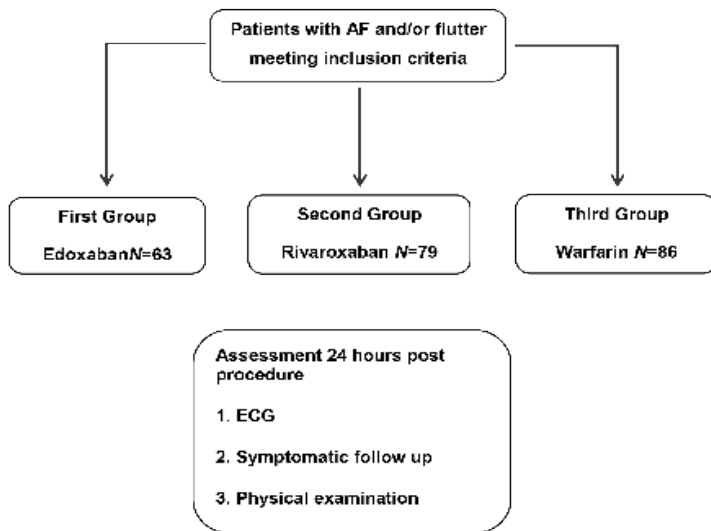 Patients with AF and/or flutter
meeting inclusion criteria
First Group
EdoxabanN=63
Second Group
Rivaroxaban N=79
Third Group
Warfarin N=86
Assessment 24 hours post
procedure
1. ECG
2. Symptomatic follow up
3. Physical examination